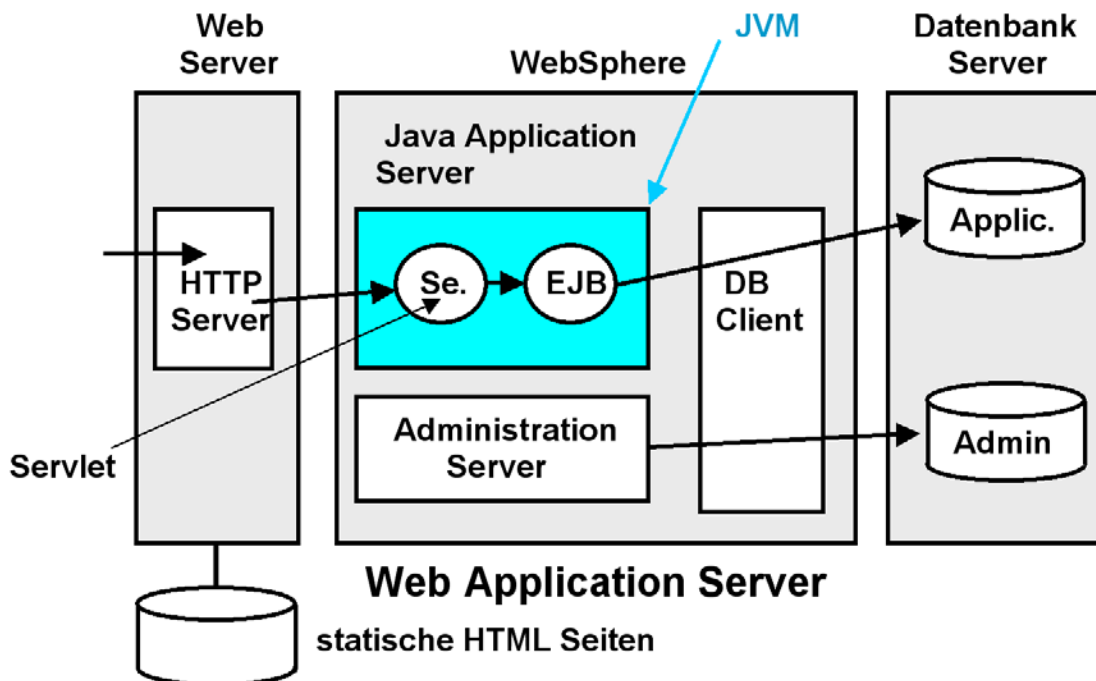 Web
Server
WebSphere
JVM
Datenbank
Server
Java Application
Server
HTTP
Server
Se.
EJB
DB
Client
Applic.
Administration
Server
Admin
Servlet
Web Application Server
statische HTML Seiten